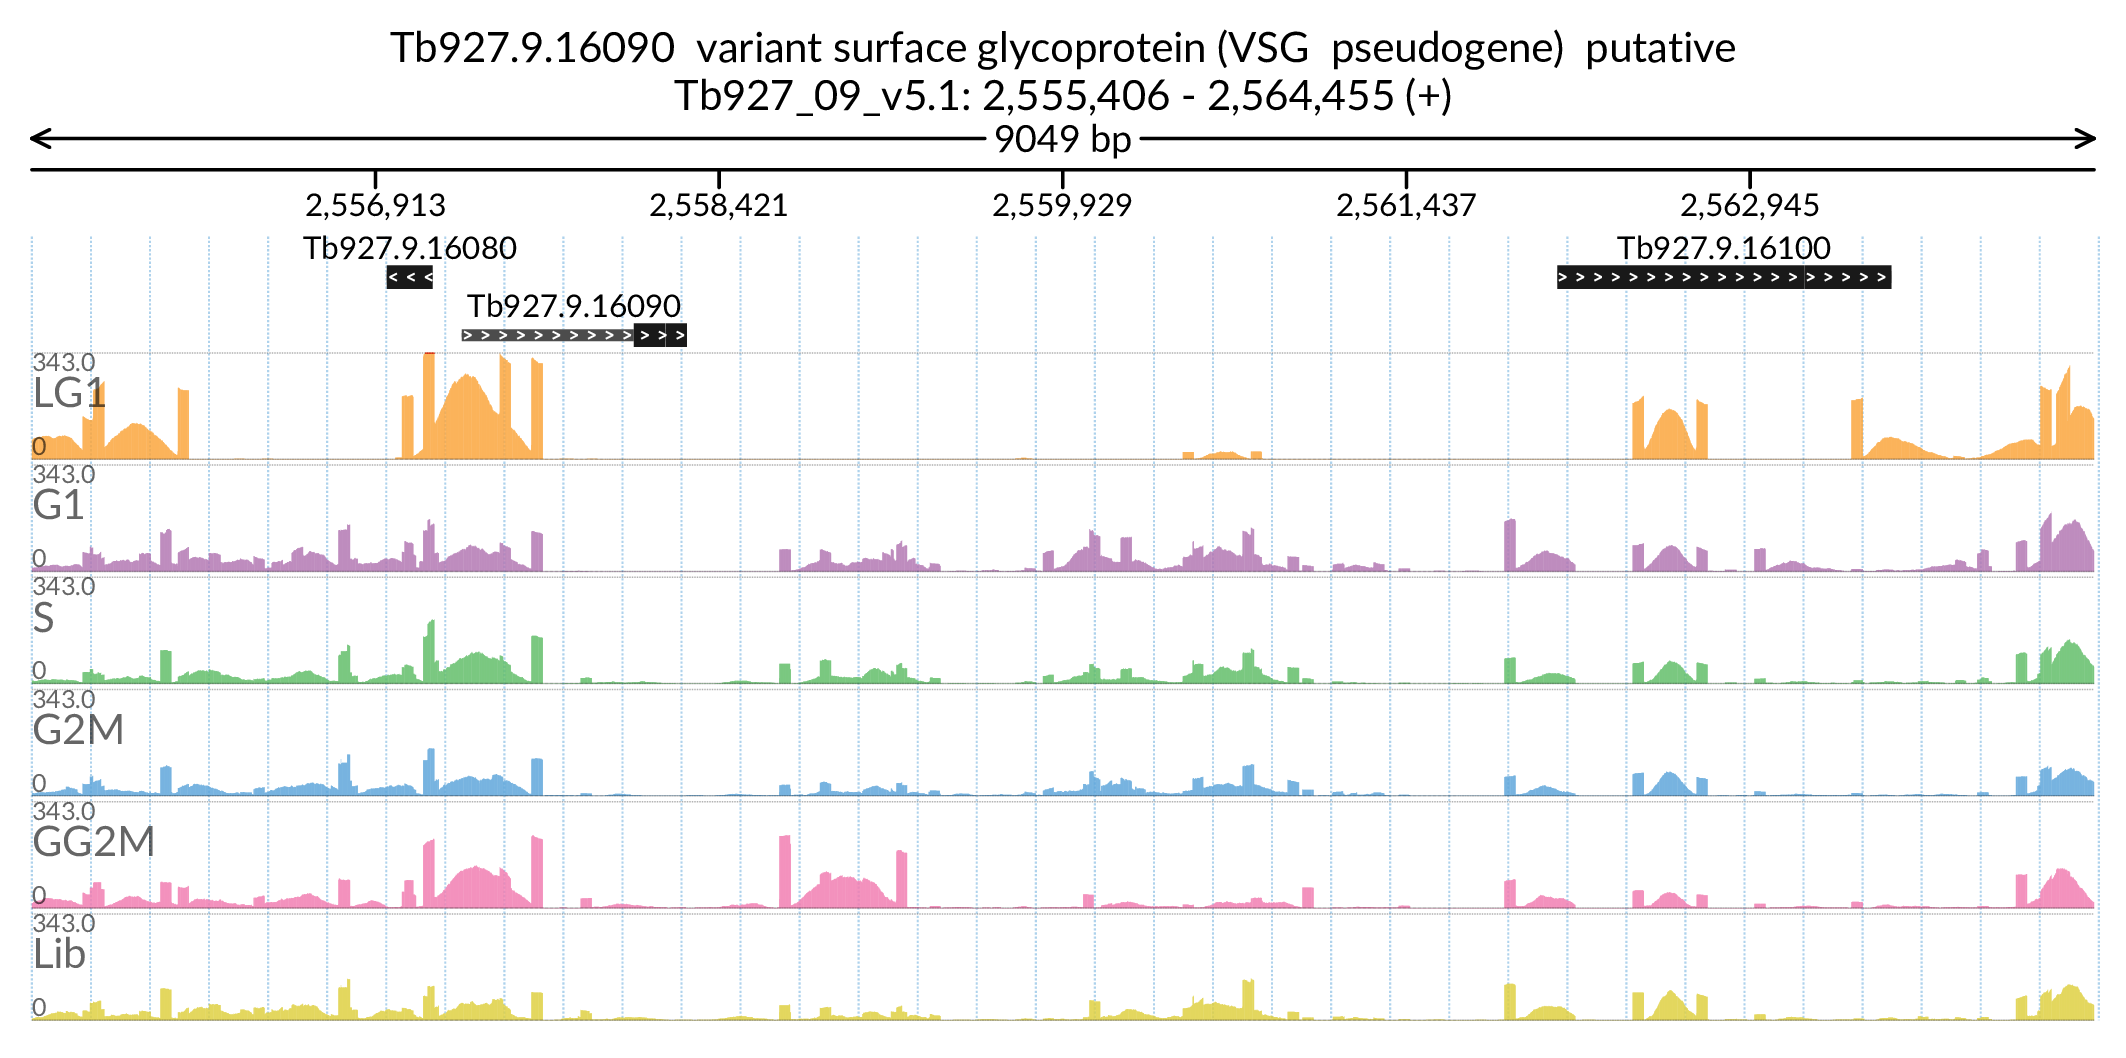 Tb927.9.16090 variant surface glycoprotein (VSG pseudogene) putative
Tb927_09_v5.1: 2,555,406 - 2,564,455 (+)
9049 bp
2,556,913 2,558,421 2,559,929 2,561,437 2,562,945
Tb927.9.16080 Tb927.9.16100
Tb927.9.16090
343.0
LG1
0
343.0
G1
0
343.0
S
0
343.0
G2M
0
343.0
GG2M
0
343.0
Lib
0